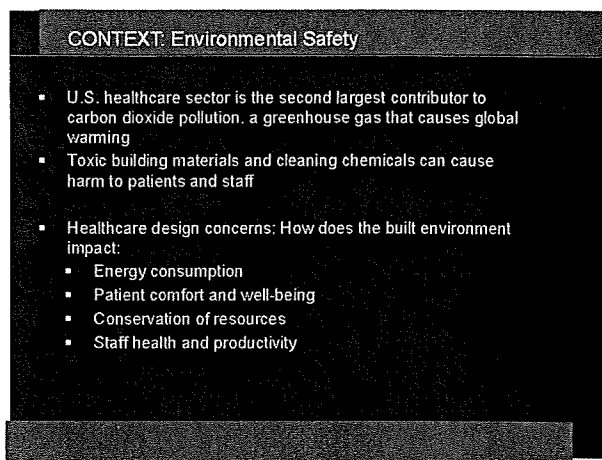 CONTEXT: Environmental Safety
▪ U.S. healthcare sector is the second largest contributor to
carbon dioxide pollution, a greenhouse gas that causes global
warming
▪ Toxic building materials and cleaning chemicals can cause
harm to patients and staff
▪ Healthcare design concerns: How does the built environment
impact:
▪ Energy consumption
▪ Patient comfort and well-being
▪ Conservation of resources
▪ Staff health and productivity